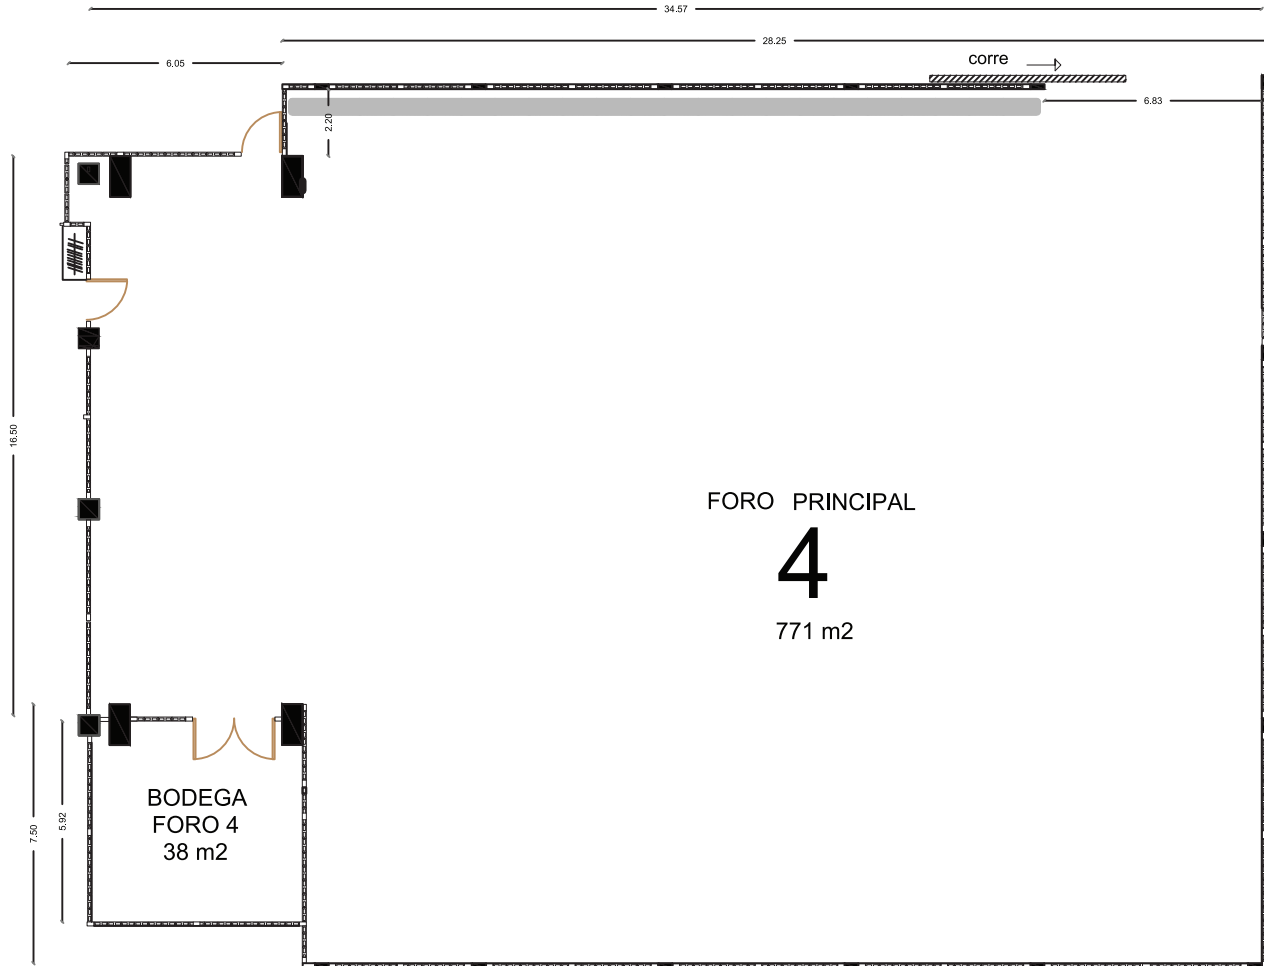 34.57
28.25
corre
6.05
6.83
2.20
16.50
FORO PRINCIPAL
4
771 m2
BODEGA
FORO 4
38 m2
5.92
7.50